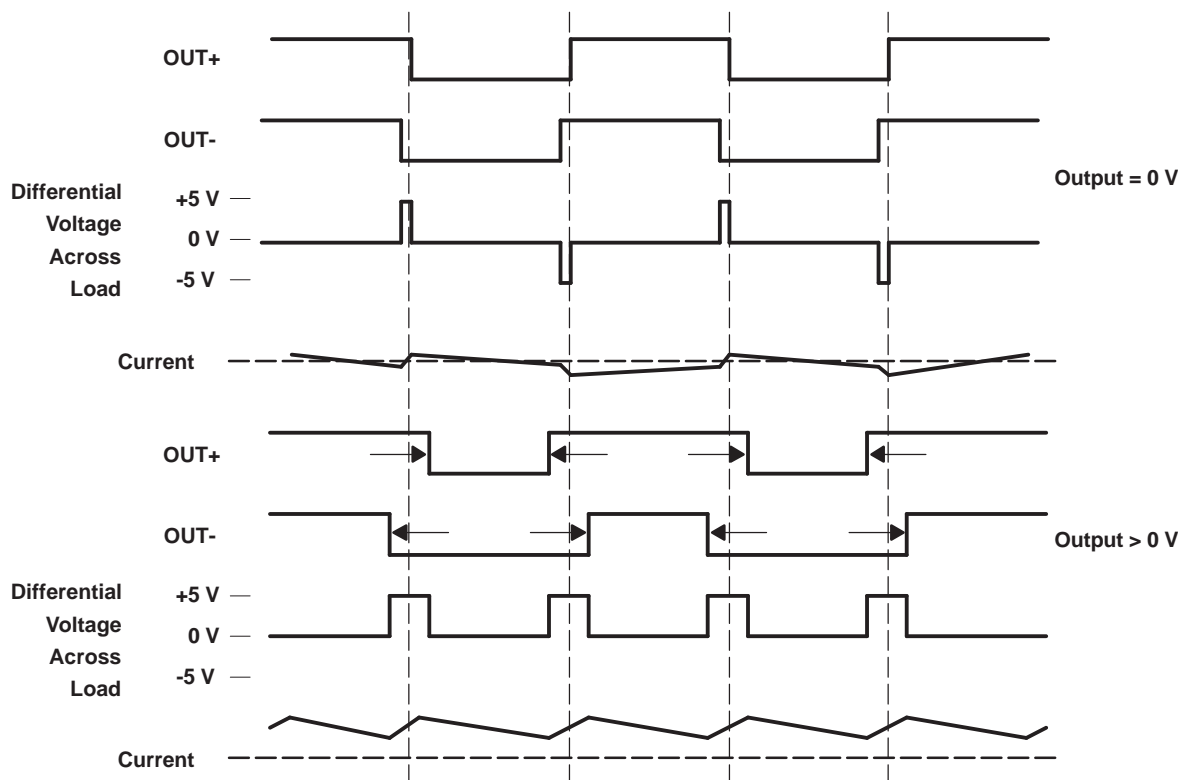 OUT+
OUT-
Differential
Voltage
Across
Load
+5 V
0 V
-5 V
Output = 0 V
Current
OUT+
OUT-
Output > 0 V
Differential
Voltage
Across
Load
+5 V
0 V
-5 V
Current